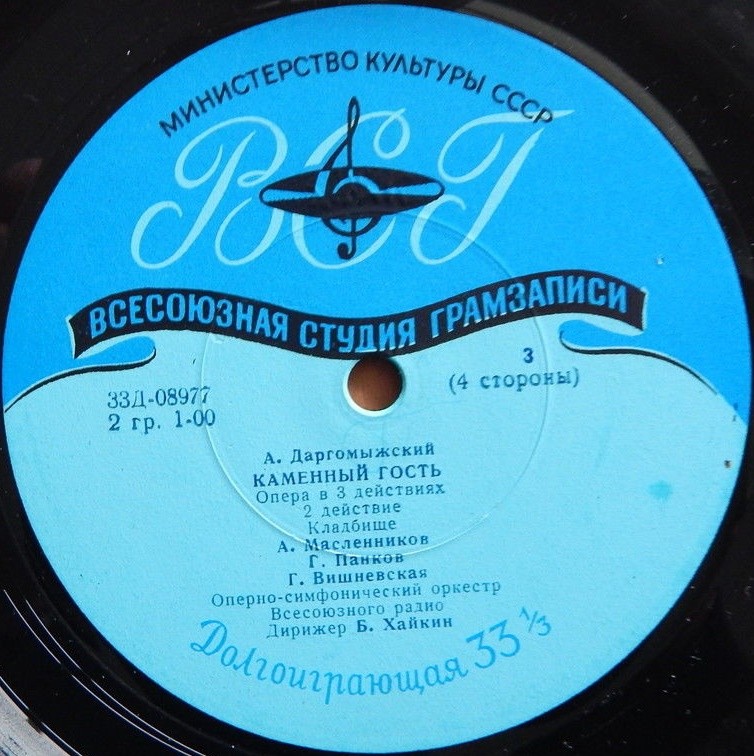 МИНИСТЕРСТВО КУЛЬТУРЫ СССР
ВСГ
ВСЕСОЮЗНАЯ СТУДИЯ ГРАМЗАПИСИ
33Д-08977
2 гр. 1-00
3
(4 стороны)
А. Даргомыжский
КАМЕННЫЙ ГОСТЬ
Опера в 3 действиях
2 действие
Кладбище
А. Масленников
Г. Панков
Г. Вишневская
Оперно-симфонический оркестр
Всесоюзного радио
Дирижер Б. Хайкин
Долгоиграющая 33 1/3